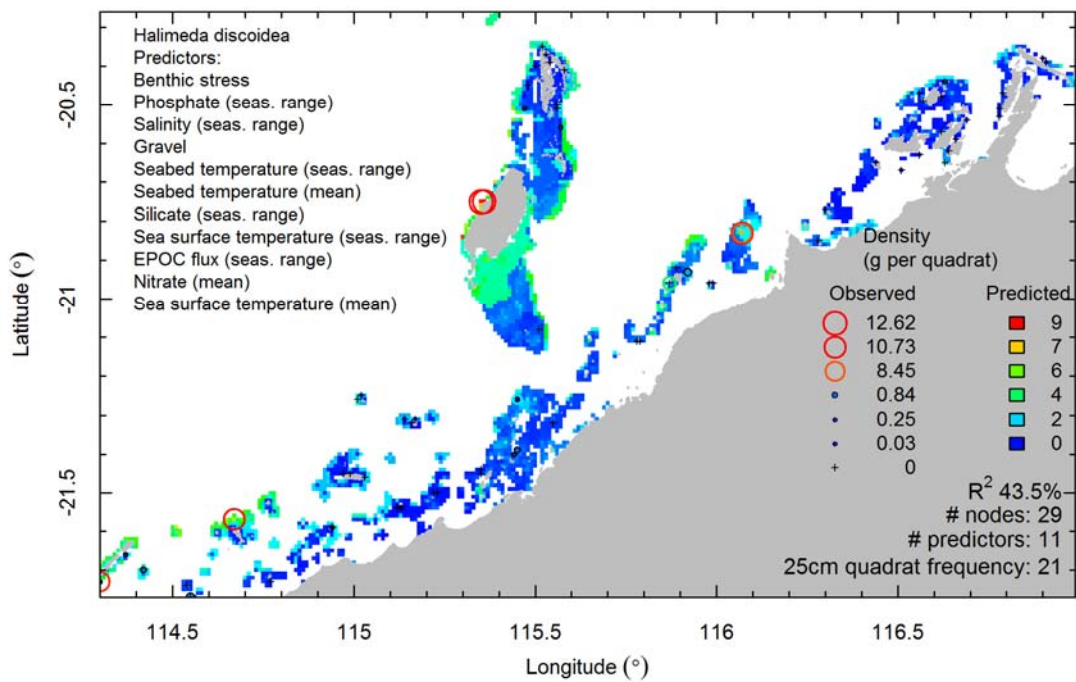 Halimeda discoidea
Predictors:
Benthic stress
Phosphate (seas. range)
Salinity (seas. range)
Gravel
Seabed temperature (seas. range)
Seabed temperature (mean)
Silicate (seas. range)
Sea surface temperature (seas. range)
EPOC flux (seas. range)
Nitrate (mean)
Sea surface temperature (mean)
-20.5
-21
-21.5
Latitude (°)
Density
(g per quadrat)
Observed Predicted
12.62 9
10.73 7
8.45 6
0.84 4
0.25 2
0.03 0
0
R² 43.5%
# nodes: 29
# predictors: 11
25cm quadrat frequency: 21
114.5 115 115.5 116 116.5
Longitude (°)